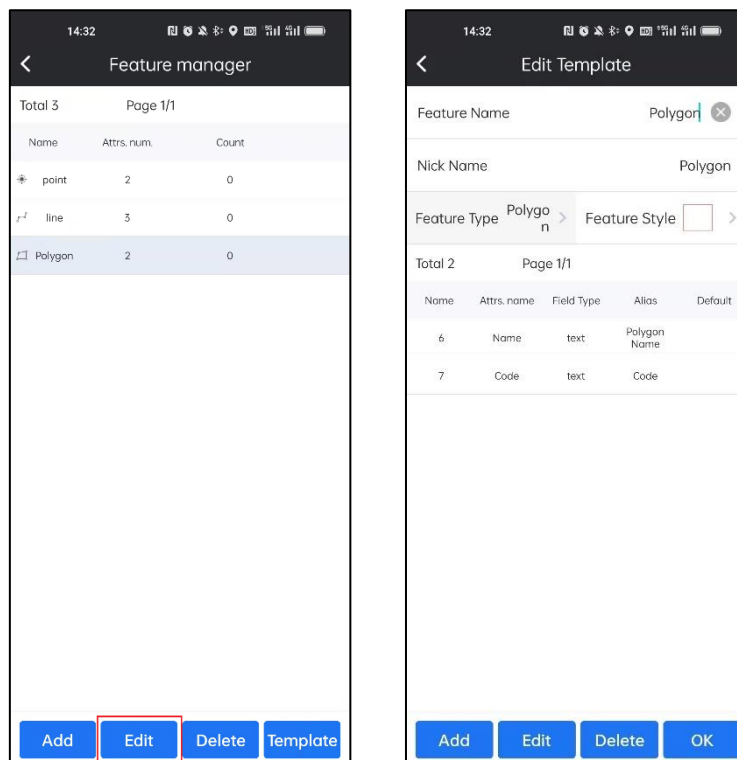 14:32
Feature manager
Total 3 Page 1/1
Name Attrs. num. Count
point 2 0
line 3 0
Polygon 2 0
Add Edit Delete Template
14:32
Edit Template
Feature Name Polygon
Nick Name Polygon
Feature Type Polygo
n Feature Style
Total 2 Page 1/1
Name Attrs. name Field Type Alias Default
6 Name text Polygon
Name
7 Code text Code
Add Edit Delete OK